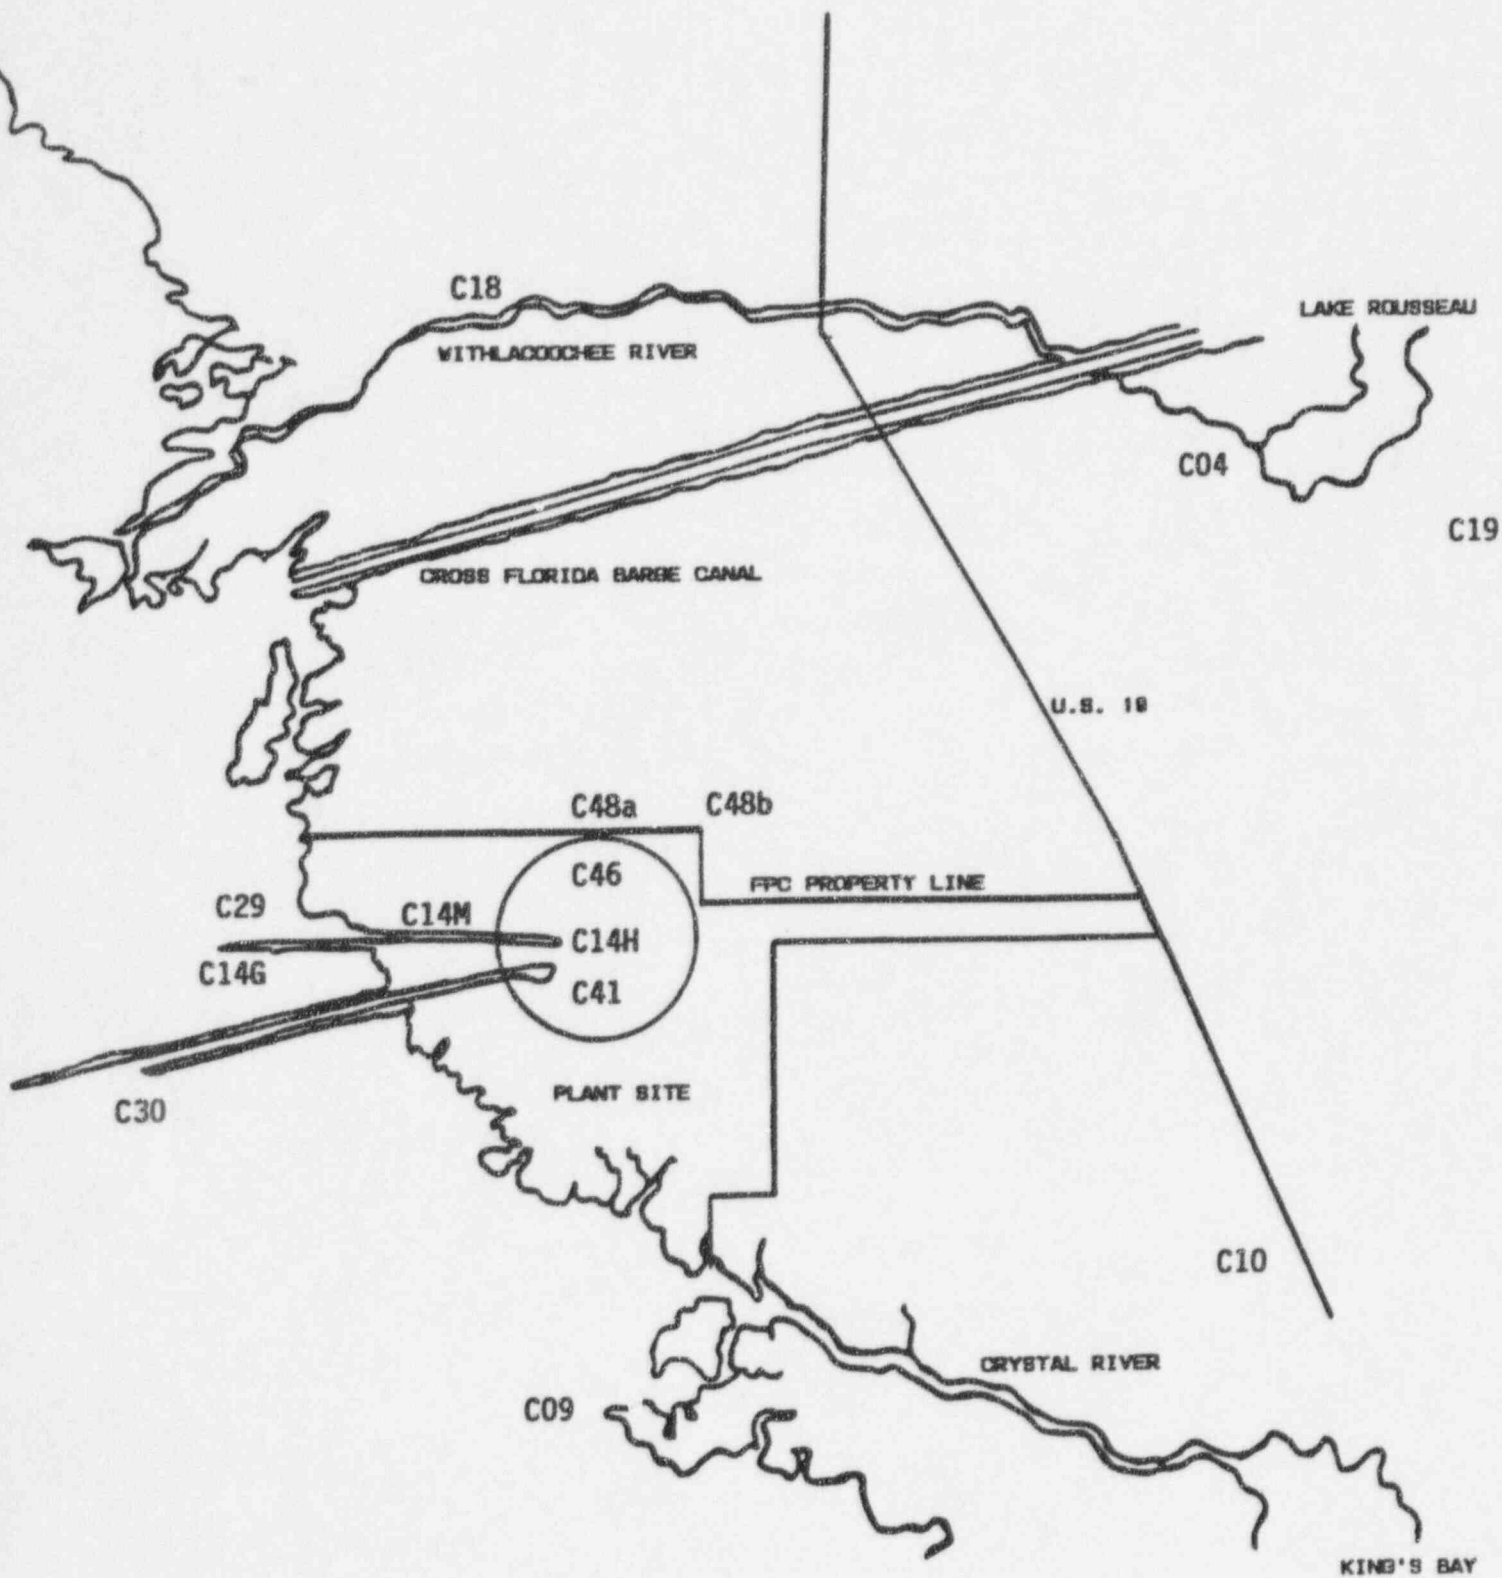 C18
LAKE ROUSSEAU
WITHLACOOCHEE RIVER
C04
C19
CROSS FLORIDA BARGE CANAL
U.S. 19
C48a
C48b
C46
FPC PROPERTY LINE
C29
C14M
C14H
C14G
C41
PLANT SITE
C30
C10
CRYSTAL RIVER
C09
KING'S BAY